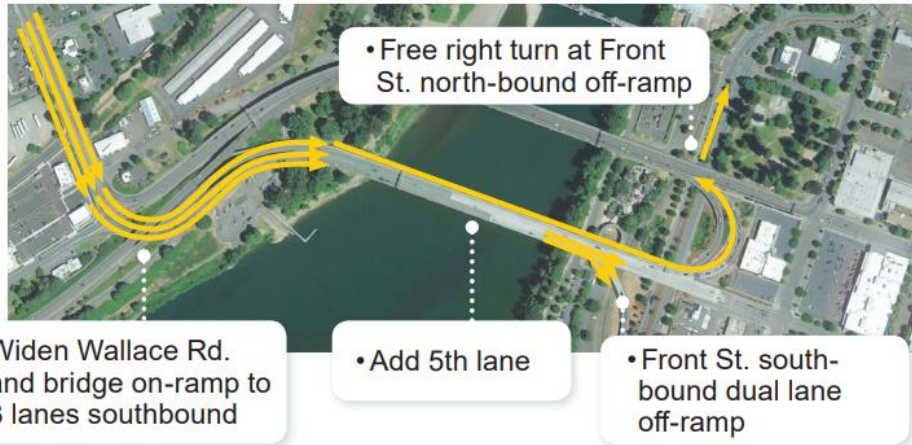 • Free right turn at Front
St. north-bound off-ramp
Widen Wallace Rd.
and bridge on-ramp to
3 lanes southbound
• Add 5th lane
• Front St. south-
bound dual lane
off-ramp